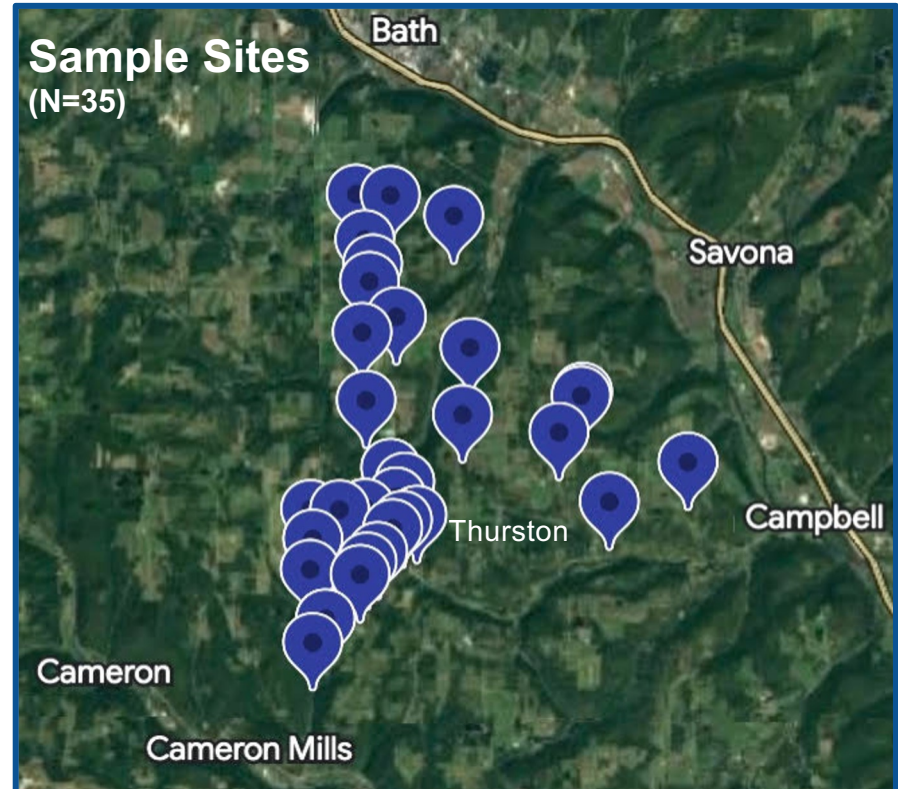 Bath
Sample Sites
(N=35)
Savona
Campbell
Thurston
Cameron
Cameron Mills